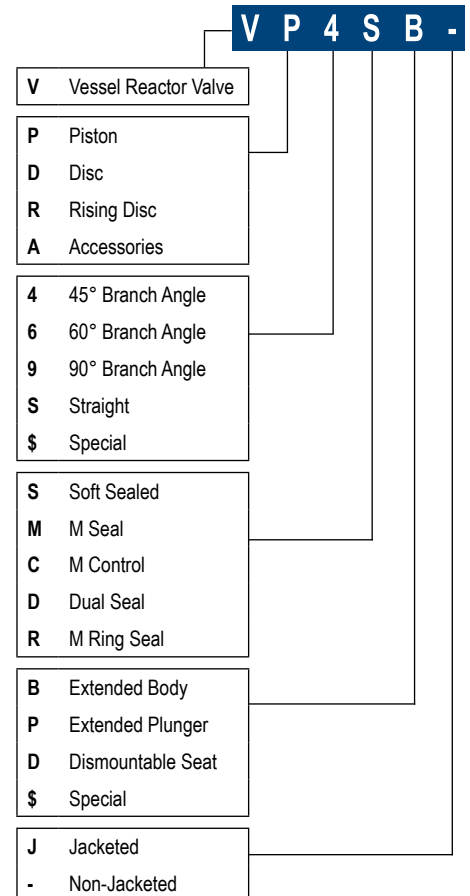 V P 4 S B -
V Vessel Reactor Valve
P Piston
D Disc
R Rising Disc
A Accessories
4 45° Branch Angle
6 60° Branch Angle
9 90° Branch Angle
S Straight
$ Special
S Soft Sealed
M M Seal
C M Control
D Dual Seal
R M Ring Seal
B Extended Body
P Extended Plunger
D Dismountable Seat
$ Special
J Jacketed
- Non-Jacketed